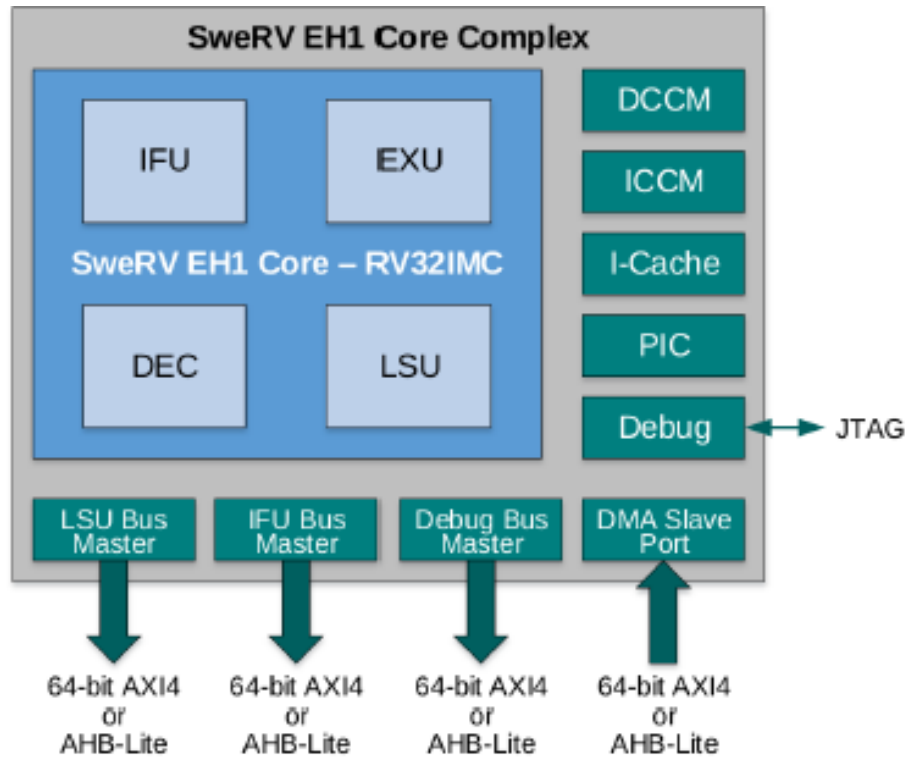 SweRV EH1 Core Complex
IFU
EXU
SweRV EH1 Core – RV32IMC
DEC
LSU
DCCM
ICCM
I-Cache
PIC
Debug
JTAG
LSU Bus
Master
IFU Bus
Master
Debug Bus
Master
DMA Slave
Port
64-bit AXI4
or
AHB-Lite
64-bit AXI4
or
AHB-Lite
64-bit AXI4
or
AHB-Lite
64-bit AXI4
or
AHB-Lite